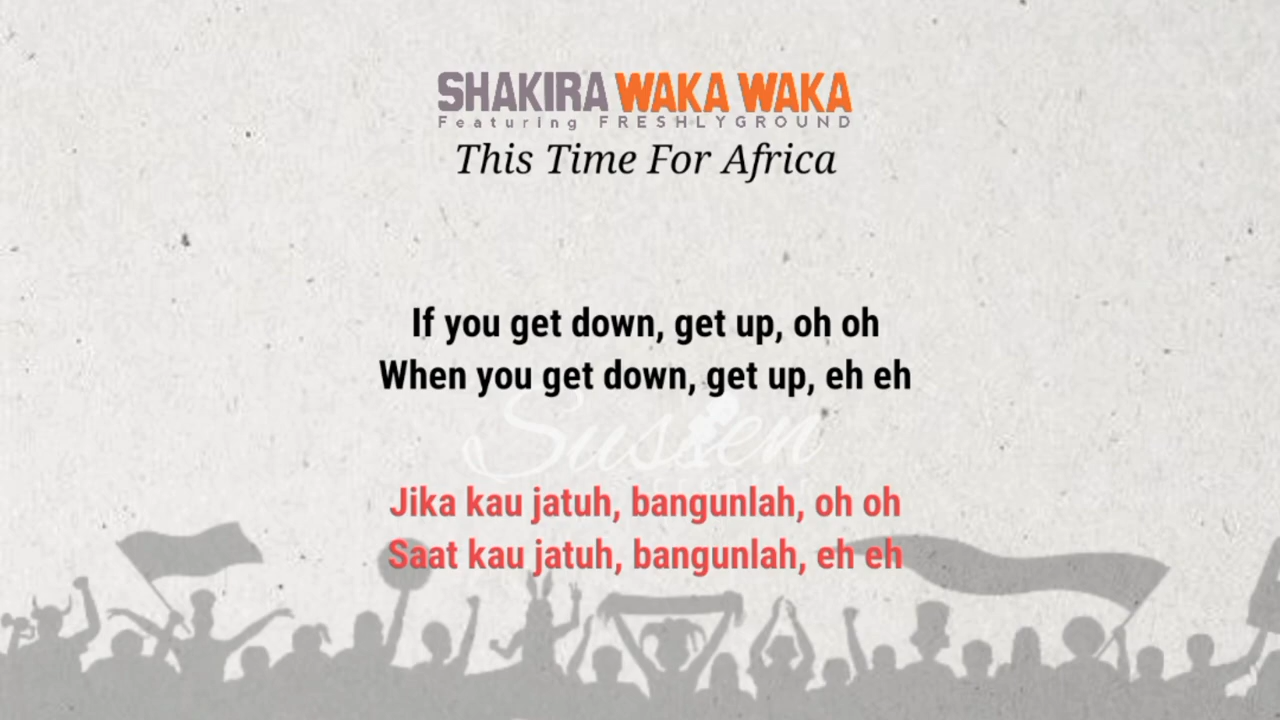 SHAKIRA WAKA WAKA
Featuring FRESHLYGROUND
This Time For Africa
If you get down, get up, oh oh
When you get down, get up, eh eh
Susien
Jika kau jatuh, bangunlah, oh oh
Saat kau jatuh, bangunlah, eh eh